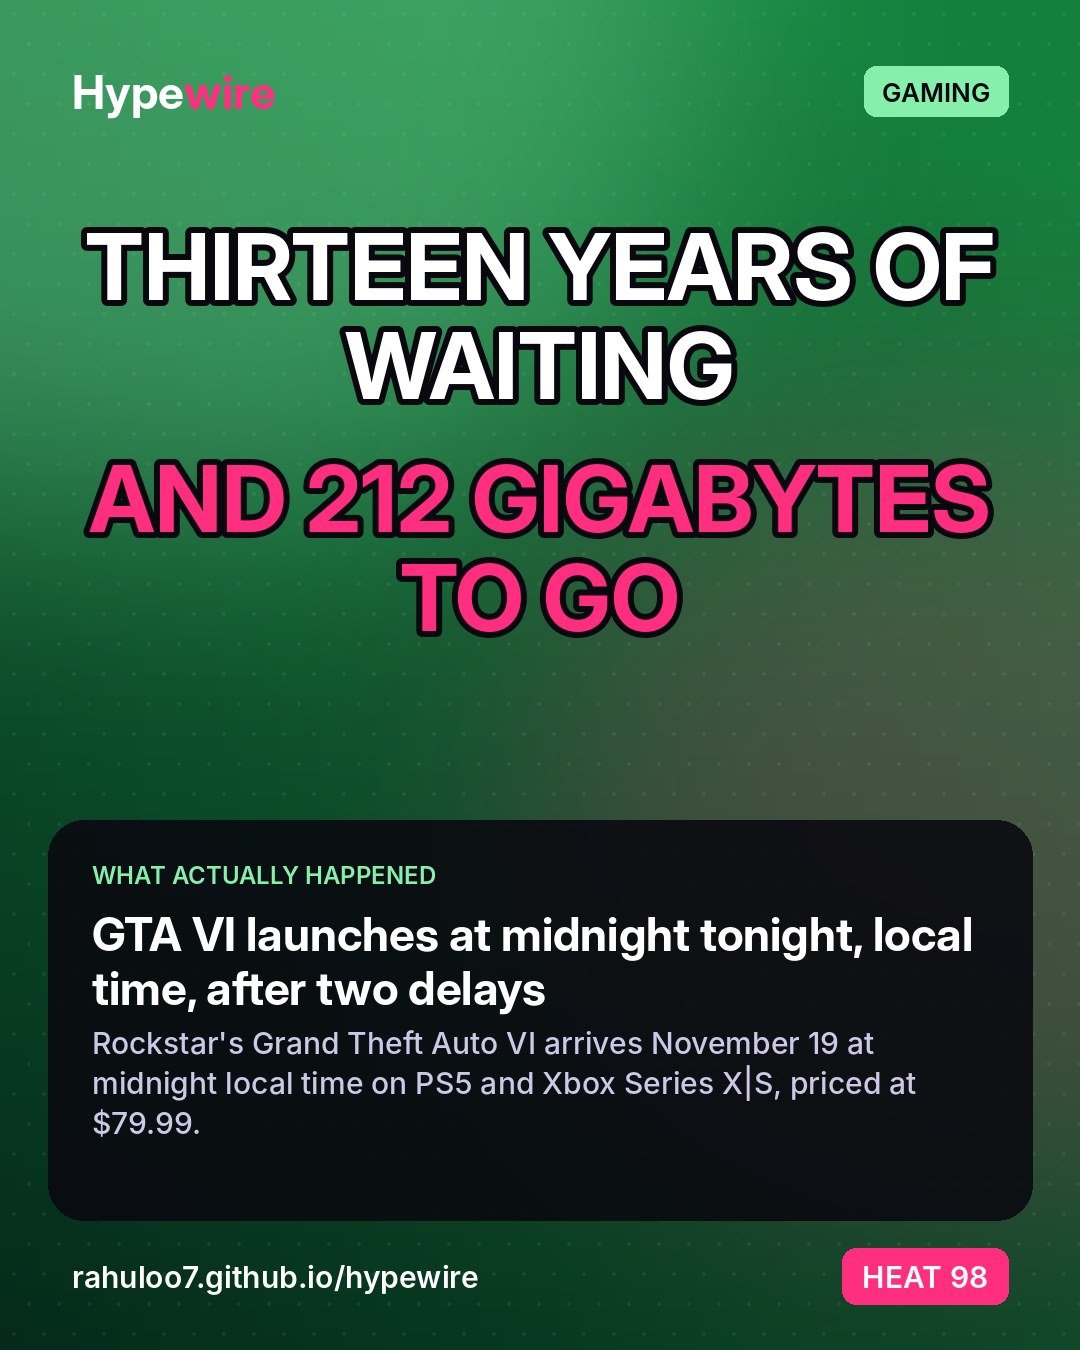 Hypewire
GAMING
THIRTEEN YEARS OF
WAITING
AND 212 GIGABYTES
TO GO
WHAT ACTUALLY HAPPENED
GTA VI launches at midnight tonight, local
time, after two delays
Rockstar's Grand Theft Auto VI arrives November 19 at
midnight local time on PS5 and Xbox Series X|S, priced at
$79.99.
rahuloo7.github.io/hypewire
HEAT 98